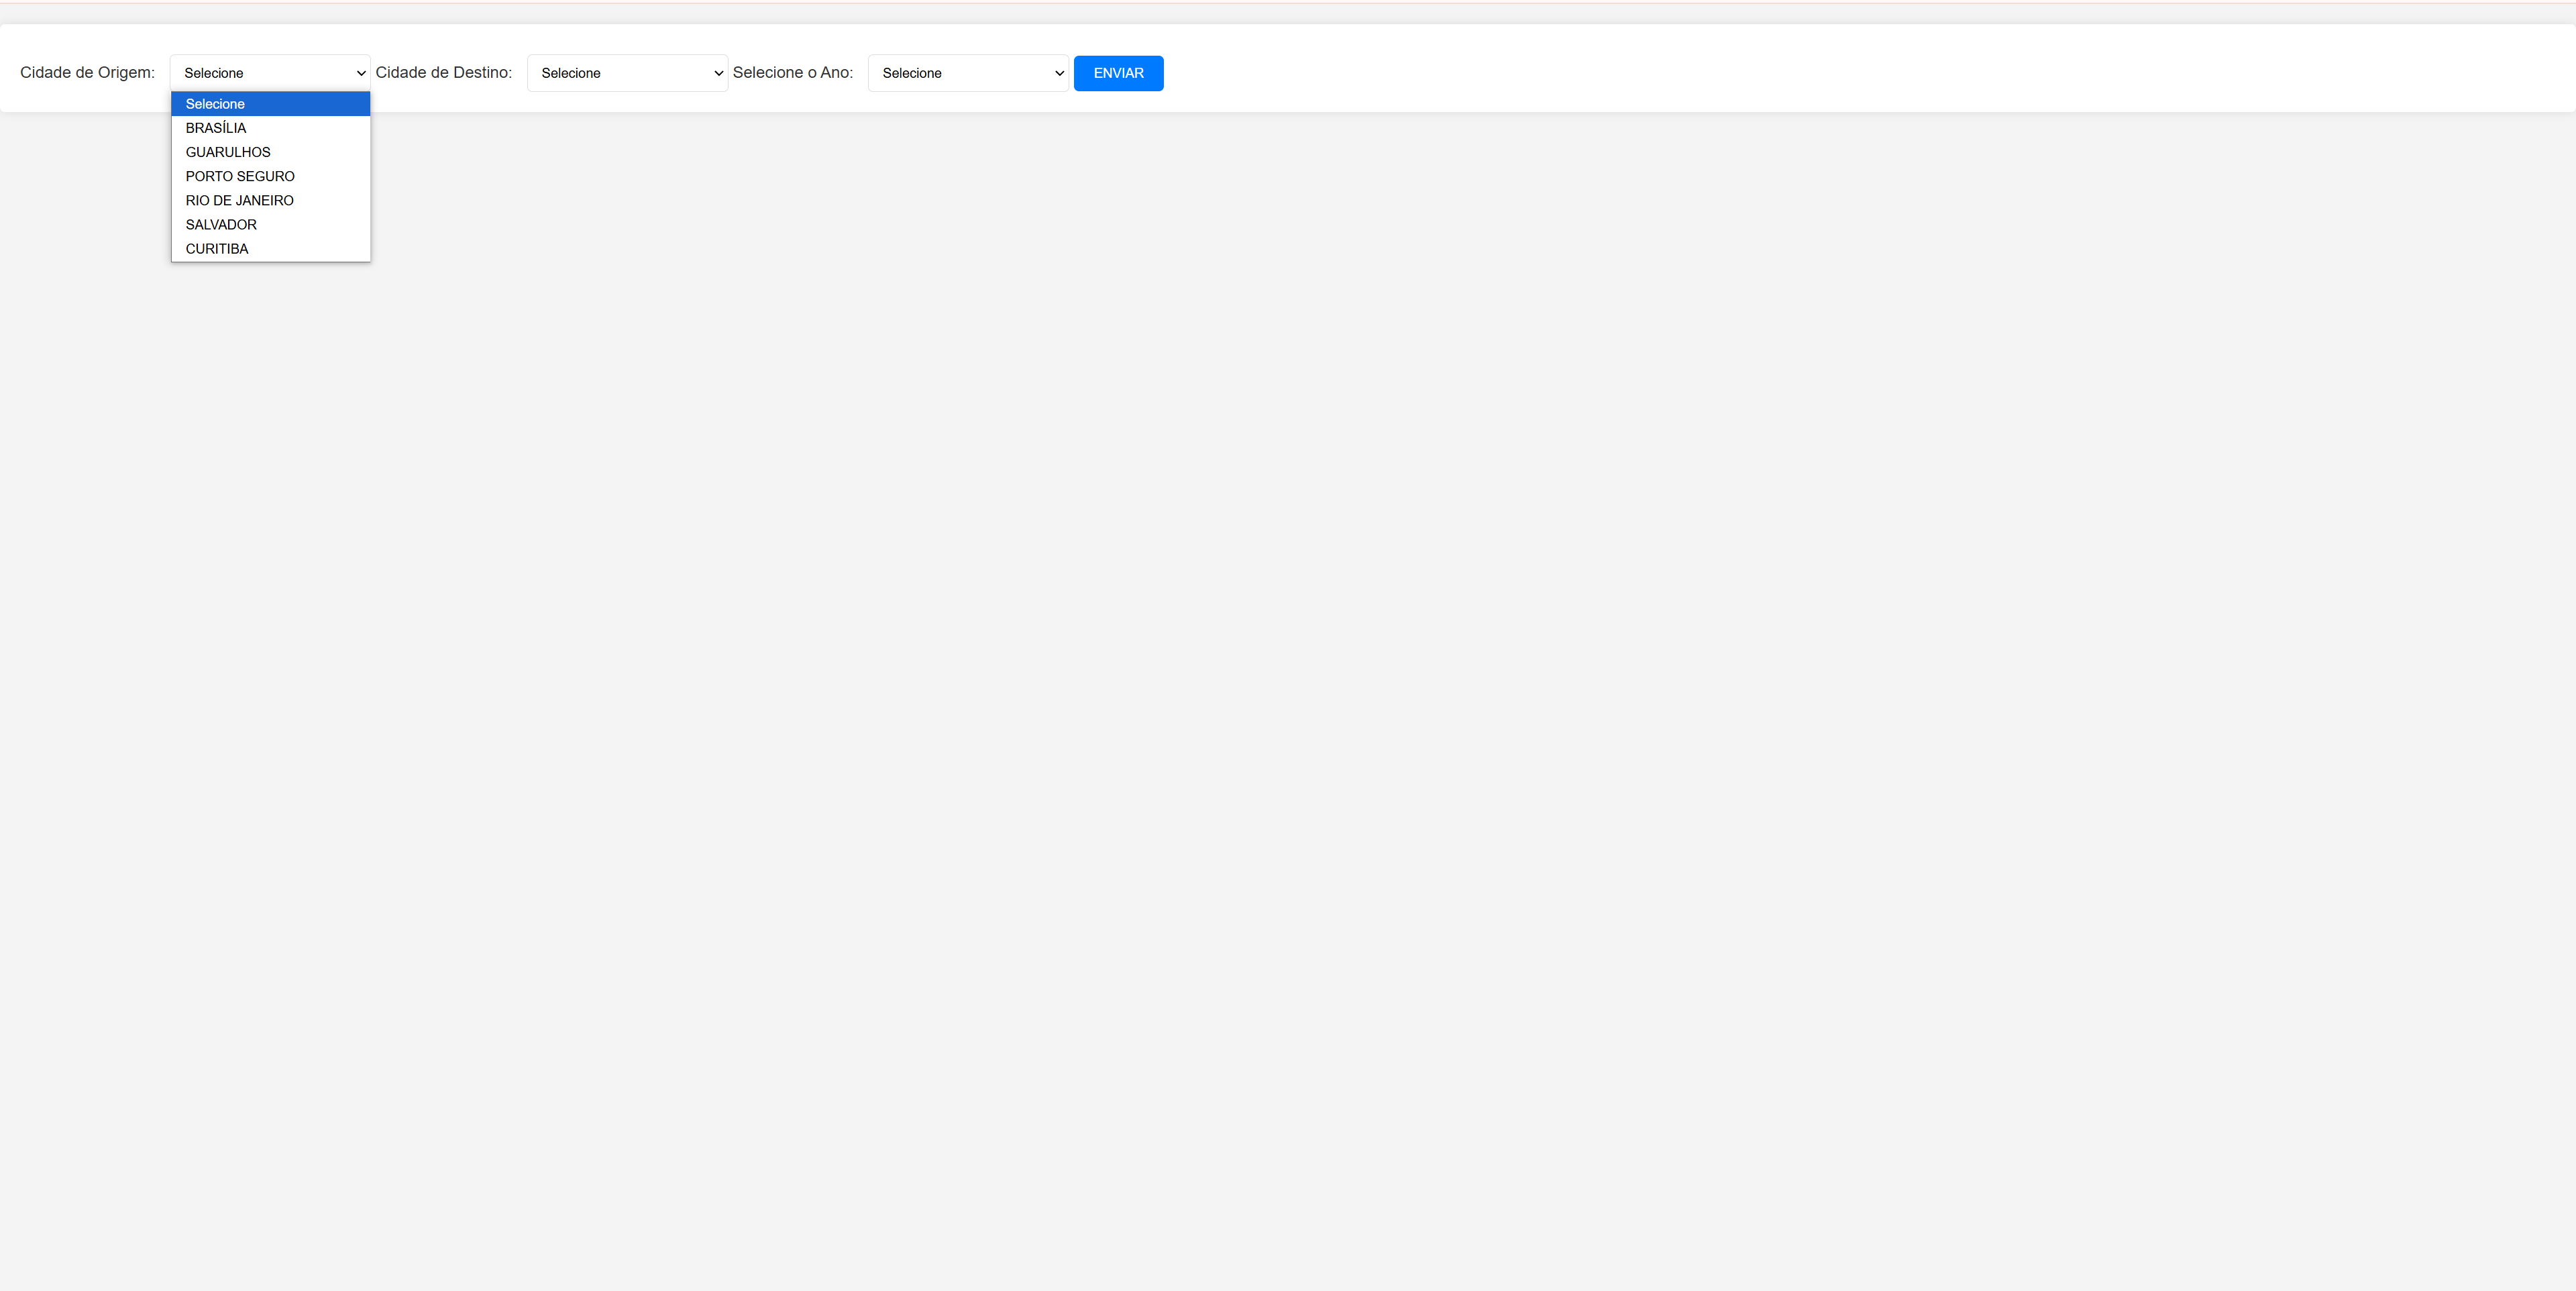 Cidade de Origem: Selecione Cidade de Destino: Selecione Selecione o Ano: Selecione ENVIAR
Selecione
BRASÍLIA
GUARULHOS
PORTO SEGURO
RIO DE JANEIRO
SALVADOR
CURITIBA